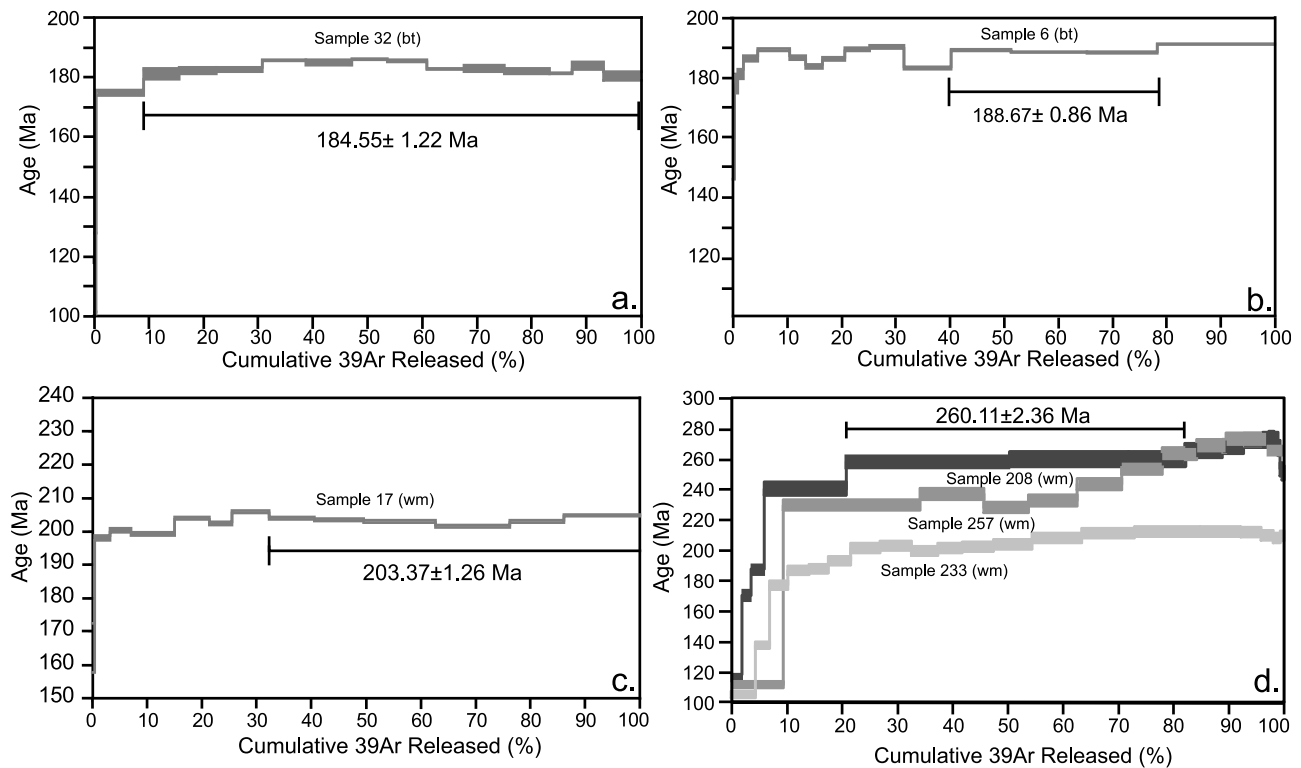 200
180
160
140
120
100
Age (Ma)
Sample 32 (bt)
184.55± 1.22 Ma
a.
0 10 20 30 40 50 60 70 80 90 100
Cumulative 39Ar Released (%)
200
180
160
140
120
Age (Ma)
Sample 6 (bt)
188.67± 0.86 Ma
b.
0 10 20 30 40 50 60 70 80 90 100
Cumulative 39Ar Released (%)
240
230
220
210
200
190
180
170
160
150
Age (Ma)
Sample 17 (wm)
203.37±1.26 Ma
c.
0 10 20 30 40 50 60 70 80 90 100
Cumulative 39Ar Released (%)
300
280
260
240
220
200
180
160
140
120
100
Age (Ma)
260.11±2.36 Ma
Sample 208 (wm)
Sample 257 (wm)
Sample 233 (wm)
d.
0 10 20 30 40 50 60 70 80 90 100
Cumulative 39Ar Released (%)